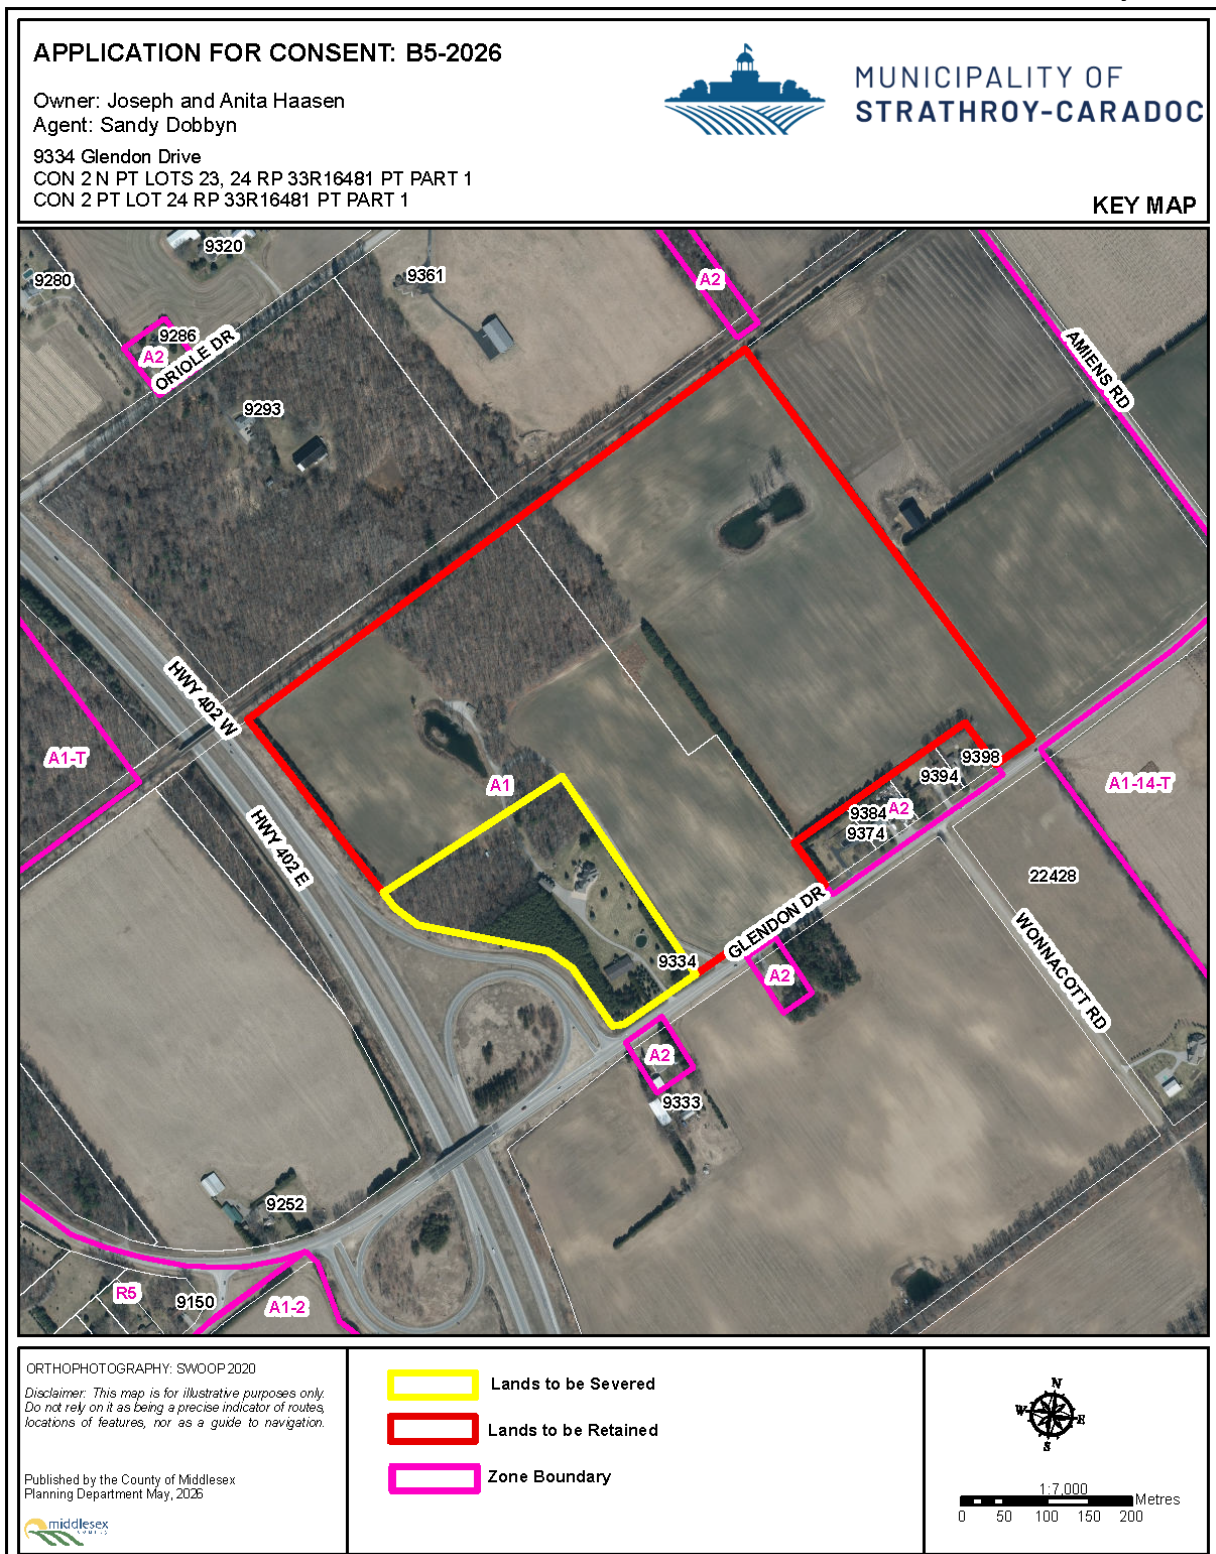 APPLICATION FOR CONSENT: B5-2026
Owner: Joseph and Anita Haasen
Agent: Sandy Dobbyn
9334 Glendon Drive
CON 2 N PT LOTS 23, 24 RP 33R16481 PT PART 1
CON 2 PT LOT 24 RP 33R16481 PT PART 1
MUNICIPALITY OF
STRATHROY-CARADOC
KEY MAP
9320
9361
9280
A2
9286
A2
ORIOLE DR
AMIENS RD
9293
HWY 402 W
A1-T
A1
9398
9394
A1-14-T
9384
A2
9374
HWY 402 E
22428
GLENDON DR
WONNACOTT RD
9334
A2
A2
9333
9252
R5
9150
A1-2
ORTHOPHOTOGRAPHY: SWOOP 2020
Disclaimer: This map is for illustrative purposes only.
Do not rely on it as being a precise indicator of routes,
locations of features, nor as a guide to navigation.
Published by the County of Middlesex
Planning Department May, 2026
middlesex
Lands to be Severed
Lands to be Retained
Zone Boundary
N
W
E
S
1:7,000
Metres
0 50 100 150 200